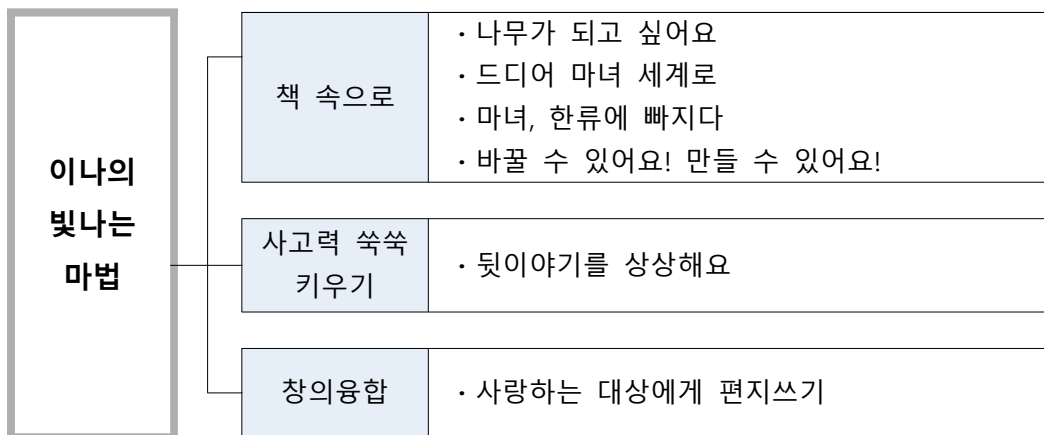 이나의
빛나는
마법
책 속으로
· 나무가 되고 싶어요
· 드디어 마녀 세계로
· 마녀, 한류에 빠지다
· 바꿀 수 있어요! 만들 수 있어요!
사고력 쑥쑥
키우기
· 뒷이야기를 상상해요
창의융합
· 사랑하는 대상에게 편지쓰기